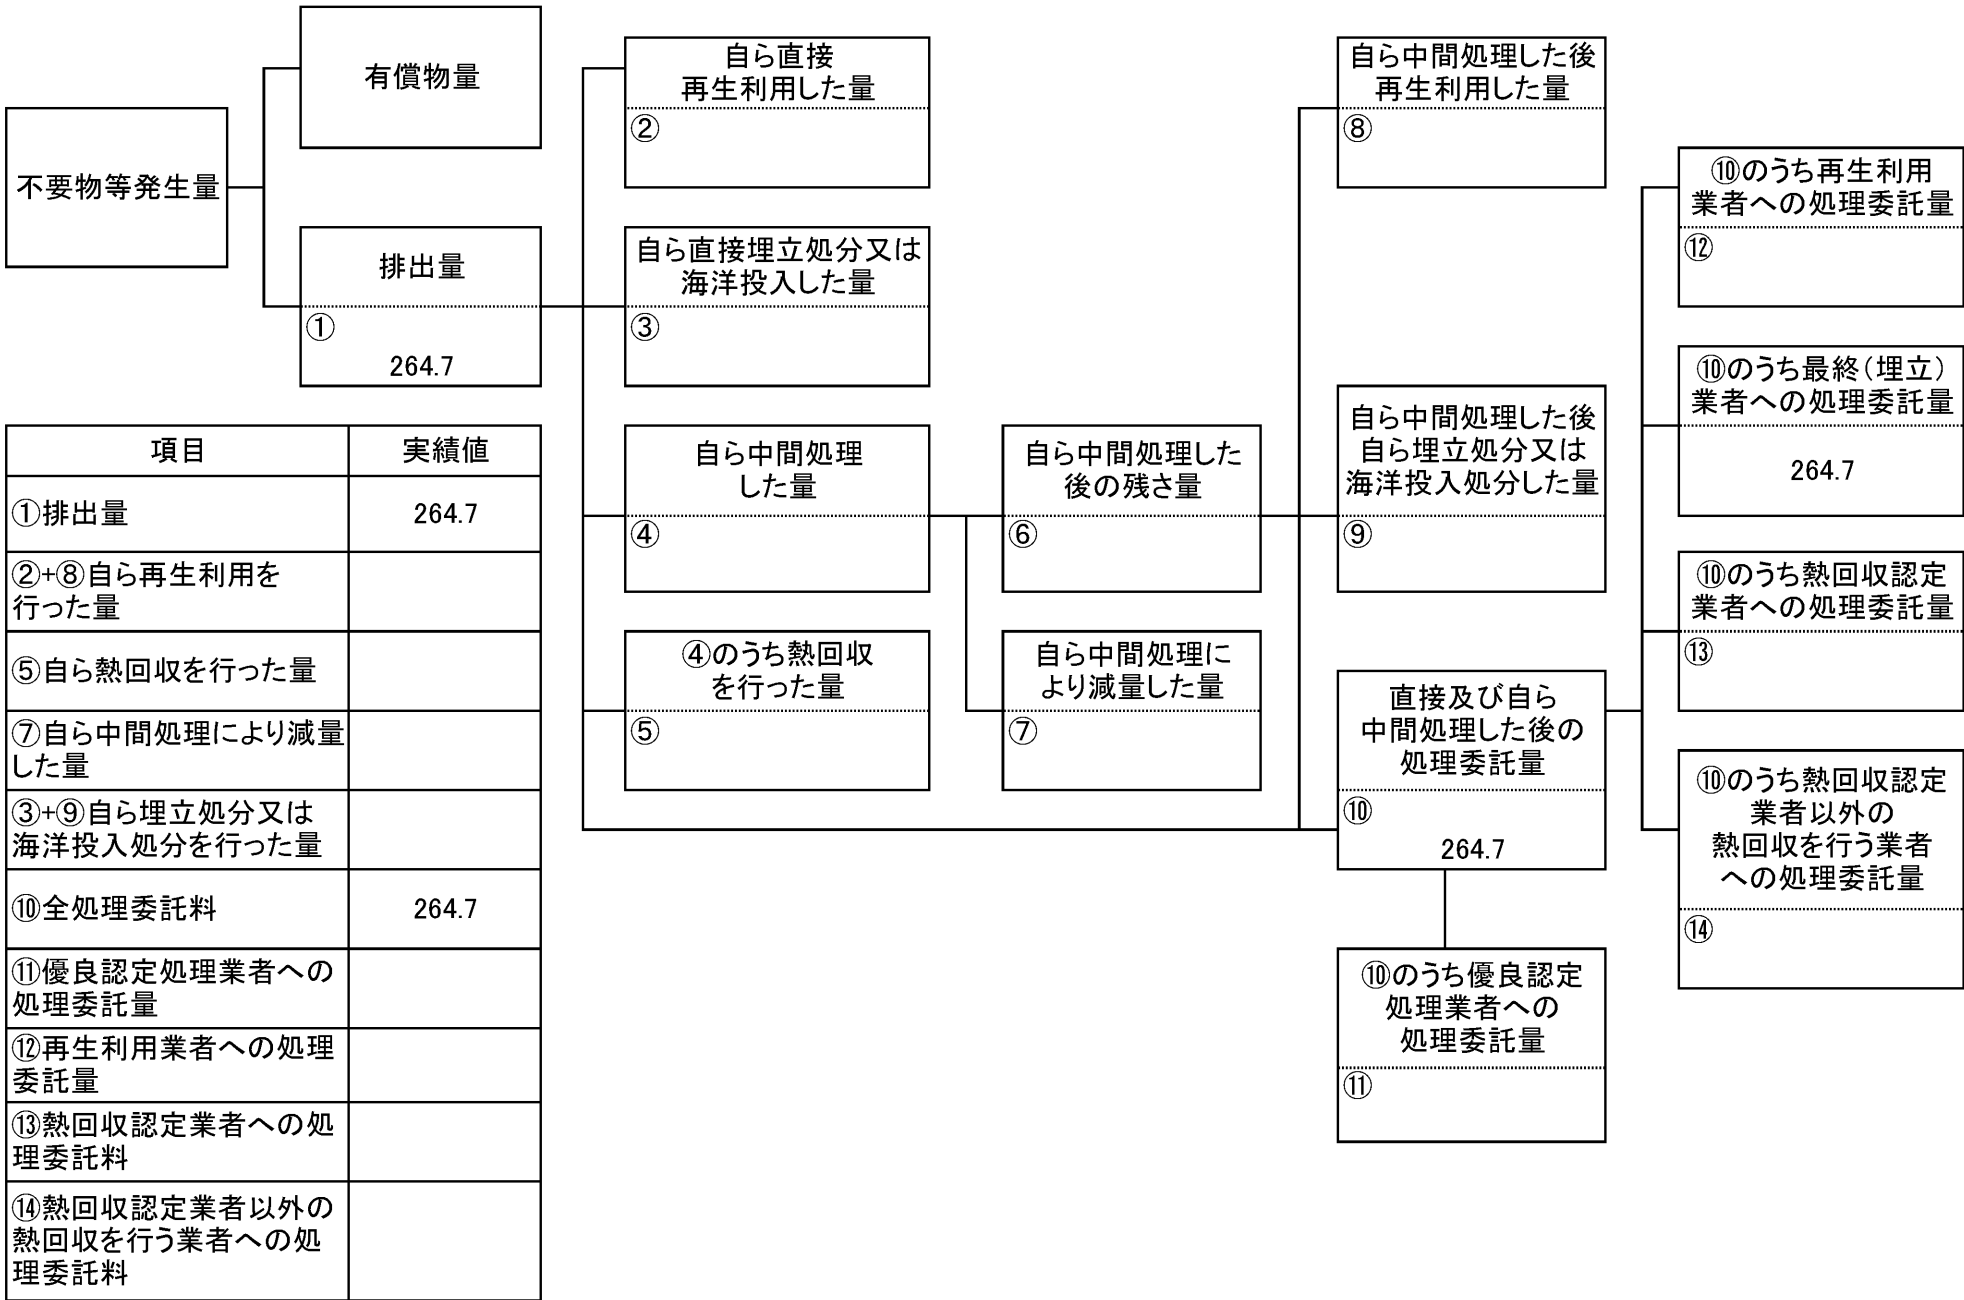 不要物等発生量
有償物量
排出量
①
264.7
自ら直接
再生利用した量
②
自ら直接埋立処分又は
海洋投入した量
③
自ら中間処理
した量
④
④のうち熱回収
を行った量
⑤
自ら中間処理した
後の残さ量
⑥
自ら中間処理に
より減量した量
⑦
自ら中間処理した後
再生利用した量
⑧
自ら中間処理した後
自ら埋立処分又は
海洋投入処分した量
⑨
直接及び自ら
中間処理した後の
処理委託量
⑩
264.7
⑩のうち優良認定
処理業者への
処理委託量
⑪
⑩のうち再生利用
業者への処理委託量
⑫
⑩のうち最終(埋立)
業者への処理委託量
264.7
⑩のうち熱回収認定
業者への処理委託量
⑬
⑩のうち熱回収認定
業者以外の
熱回収を行う業者
への処理委託量
⑭
項目 実績値
①排出量 264.7
②+⑧自ら再生利用を
行った量
⑤自ら熱回収を行った量
⑦自ら中間処理により減量
した量
③+⑨自ら埋立処分又は
海洋投入処分を行った量
⑩全処理委託料 264.7
⑪優良認定処理業者への
処理委託量
⑫再生利用業者への処理
委託量
⑬熱回収認定業者への処
理委託料
⑭熱回収認定業者以外の
熱回収を行う業者への処
理委託料